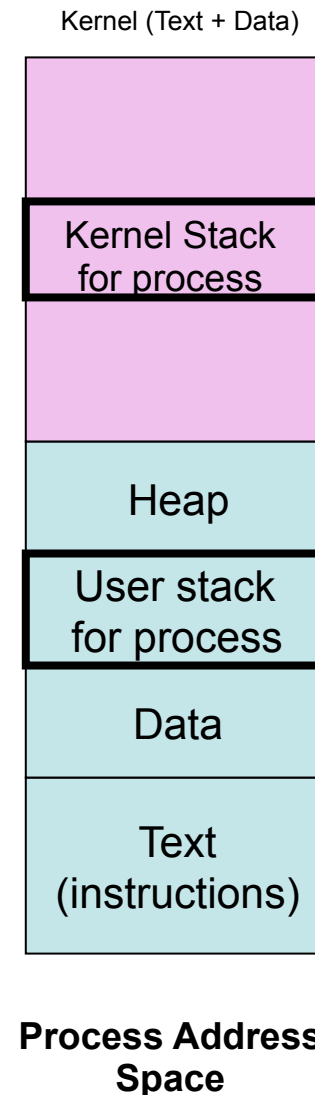 Kernel (Text + Data)
Kernel Stack
for process
Heap
User stack
for process
Data
Text
(instructions)
Process Address
Space